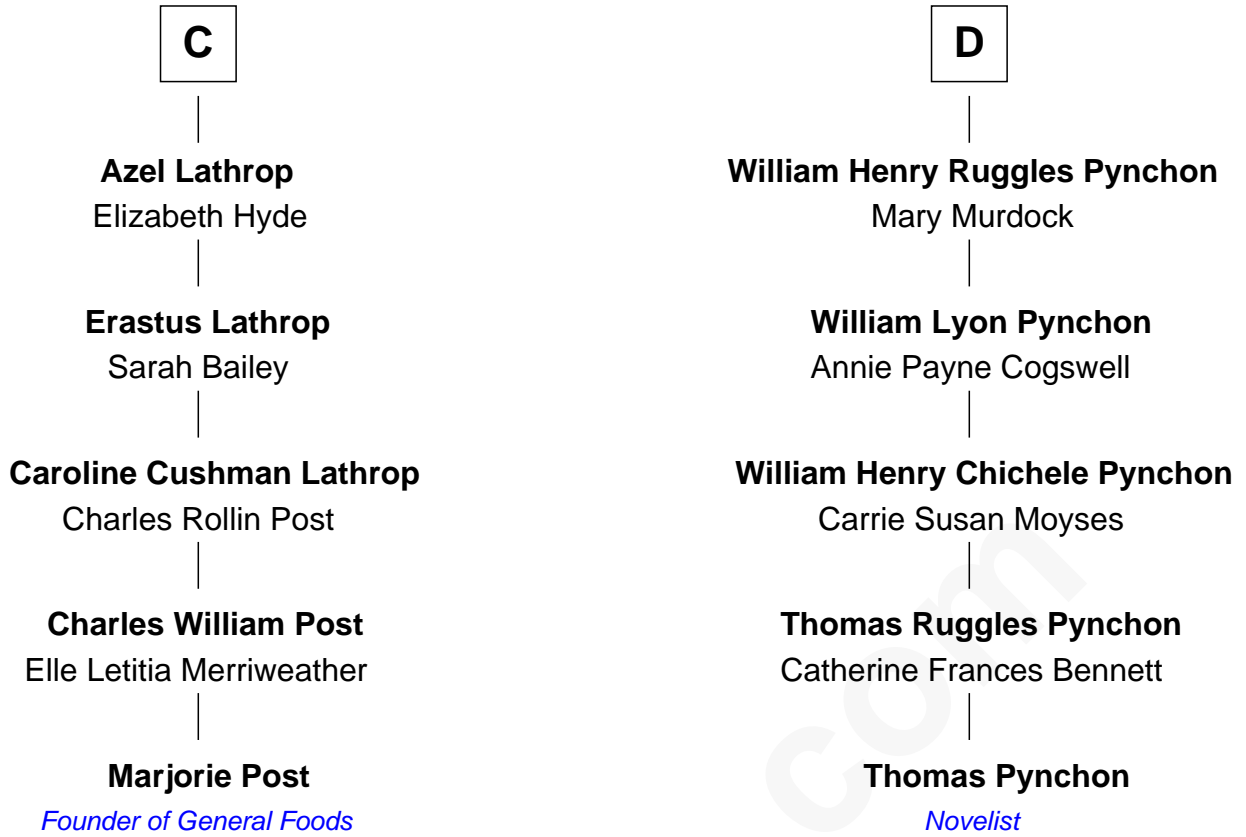 C
Azel Lathrop
Elizabeth Hyde
Erastus Lathrop
Sarah Bailey
Caroline Cushman Lathrop
Charles Rollin Post
Charles William Post
Elle Letitia Merriweather
Marjorie Post
Founder of General Foods
D
William Henry Ruggles Pynchon
Mary Murdock
William Lyon Pynchon
Annie Payne Cogswell
William Henry Chichele Pynchon
Carrie Susan Moyses
Thomas Ruggles Pynchon
Catherine Frances Bennett
Thomas Pynchon
Novelist
com